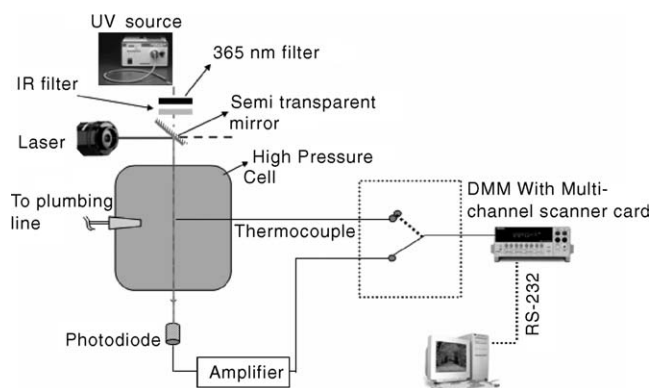 UV source
365 nm filter
IR filter
Semi transparent
mirror
Laser
High Pressure
Cell
To plumbing
line
Thermocouple
DMM With Multi-
channel scanner card
RS-232
Photodiode
Amplifier